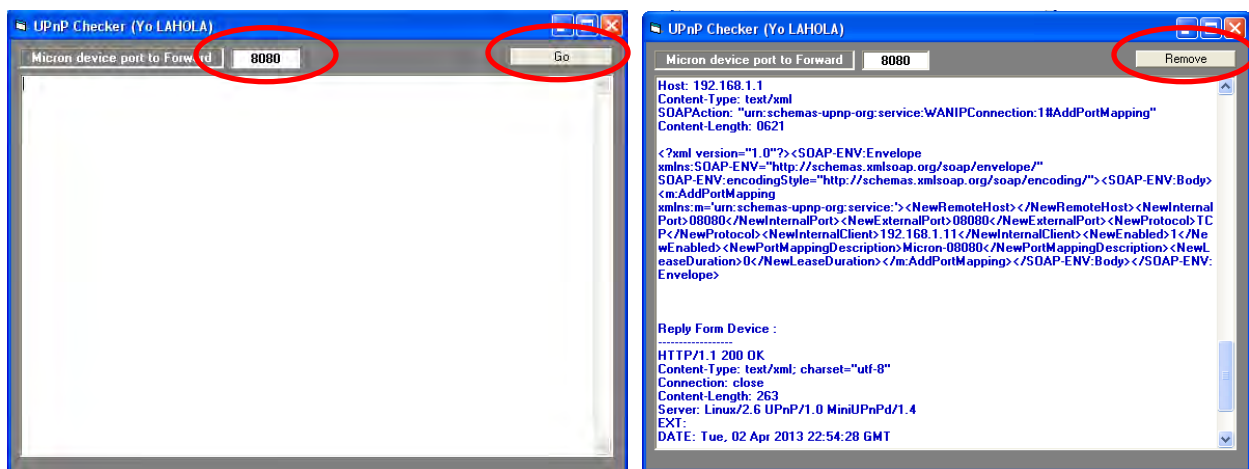 UPnP Checker (Yo LAHOLA)
Micron device port to Forward 8080 Go
UPnP Checker (Yo LAHOLA)
Micron device port to Forward 8080 Remove
Host: 192.168.1.1
Content-Type: text/xml
SOAPAction: "urn:schemas-upnp-org:service:WANIPConnection:1#AddPortMapping"
Content-Length: 0621
<?xml version="1.0"?><SOAP-ENV:Envelope
xmlns:SOAP-ENV="http://schemas.xmlsoap.org/soap/envelope/"
SOAP-ENV:encodingStyle="http://schemas.xmlsoap.org/soap/encoding/"><SOAP-ENV:Body>
<m:AddPortMapping
xmlns:m='urn:schemas-upnp-org:service:'><NewRemoteHost></NewRemoteHost><NewInternal
Port>08080</NewInternalPort><NewExternalPort>08080</NewExternalPort><NewProtocol>TC
P</NewProtocol><NewInternalClient>192.168.1.11</NewInternalClient><NewEnabled>1</Ne
wEnabled><NewPortMappingDescription>Micron-08080</NewPortMappingDescription><NewL
easeDuration>0</NewLeaseDuration></m:AddPortMapping></SOAP-ENV:Body></SOAP-ENV:
Envelope>
Reply Form Device :
------------------
HTTP/1.1 200 OK
Content-Type: text/xml; charset="utf-8"
Connection: close
Content-Length: 263
Server: Linux/2.6 UPnP/1.0 MiniUPnPd/1.4
EXT:
DATE: Tue, 02 Apr 2013 22:54:28 GMT